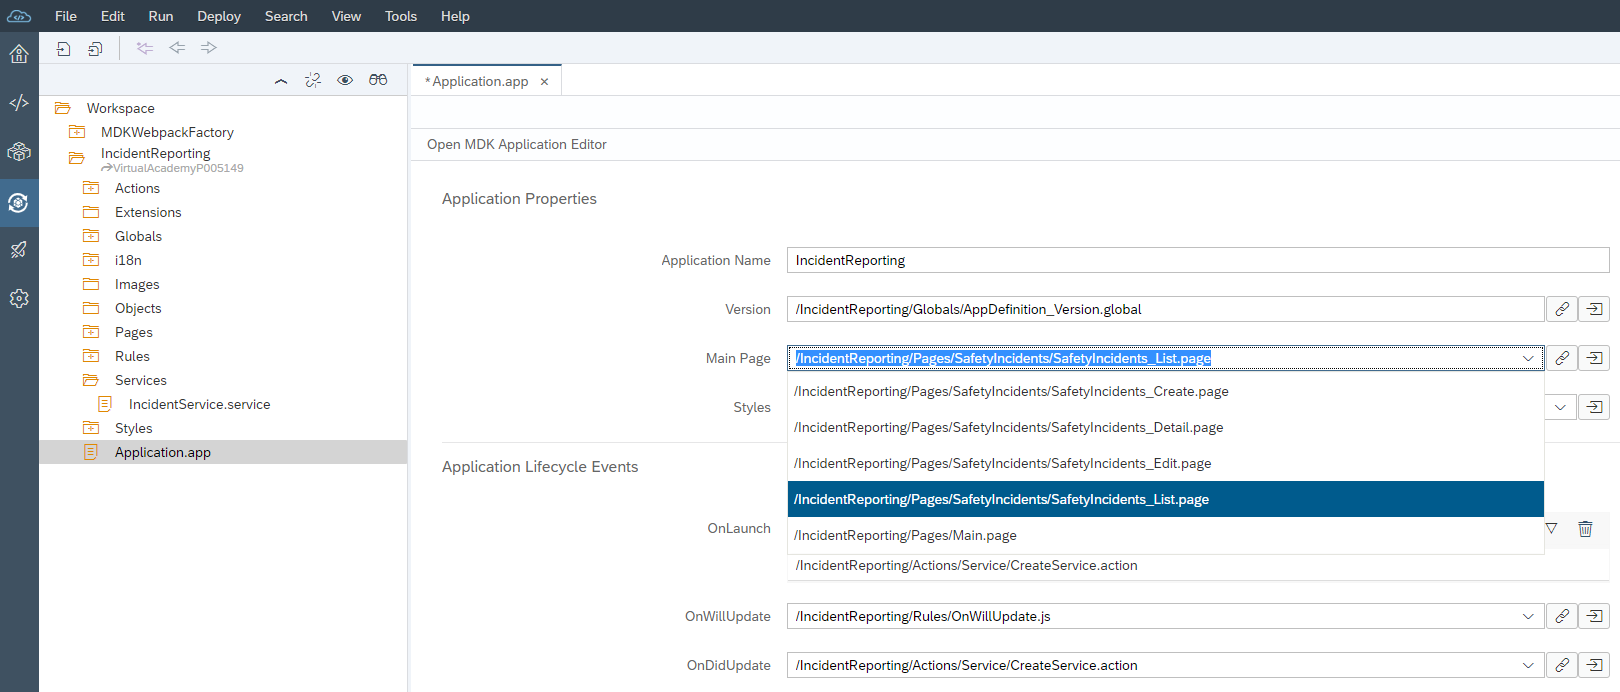 File Edit Run Deploy Search View Tools Help
*Application.app ×
Workspace
MDKWebpackFactory
IncidentReporting
VirtualAcademyP005149
Actions
Extensions
Globals
i18n
Images
Objects
Pages
Rules
Services
IncidentService.service
Styles
Application.app
Open MDK Application Editor
Application Properties
Application Name IncidentReporting
Version /IncidentReporting/Globals/AppDefinition_Version.global
Main Page /IncidentReporting/Pages/SafetyIncidents/SafetyIncidents_List.page
/IncidentReporting/Pages/SafetyIncidents/SafetyIncidents_Create.page
Styles
/IncidentReporting/Pages/SafetyIncidents/SafetyIncidents_Detail.page
/IncidentReporting/Pages/SafetyIncidents/SafetyIncidents_Edit.page
Application Lifecycle Events
/IncidentReporting/Pages/SafetyIncidents/SafetyIncidents_List.page
OnLaunch
/IncidentReporting/Pages/Main.page
/IncidentReporting/Actions/Service/CreateService.action
OnWillUpdate /IncidentReporting/Rules/OnWillUpdate.js
OnDidUpdate /IncidentReporting/Actions/Service/CreateService.action